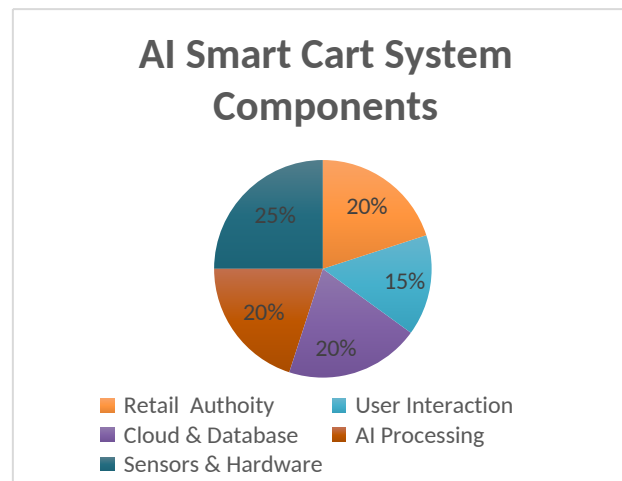 AI Smart Cart System
Components
20%
15%
20%
20%
25%
Retail  Authoity
User Interaction
Cloud & Database
AI Processing
Sensors & Hardware